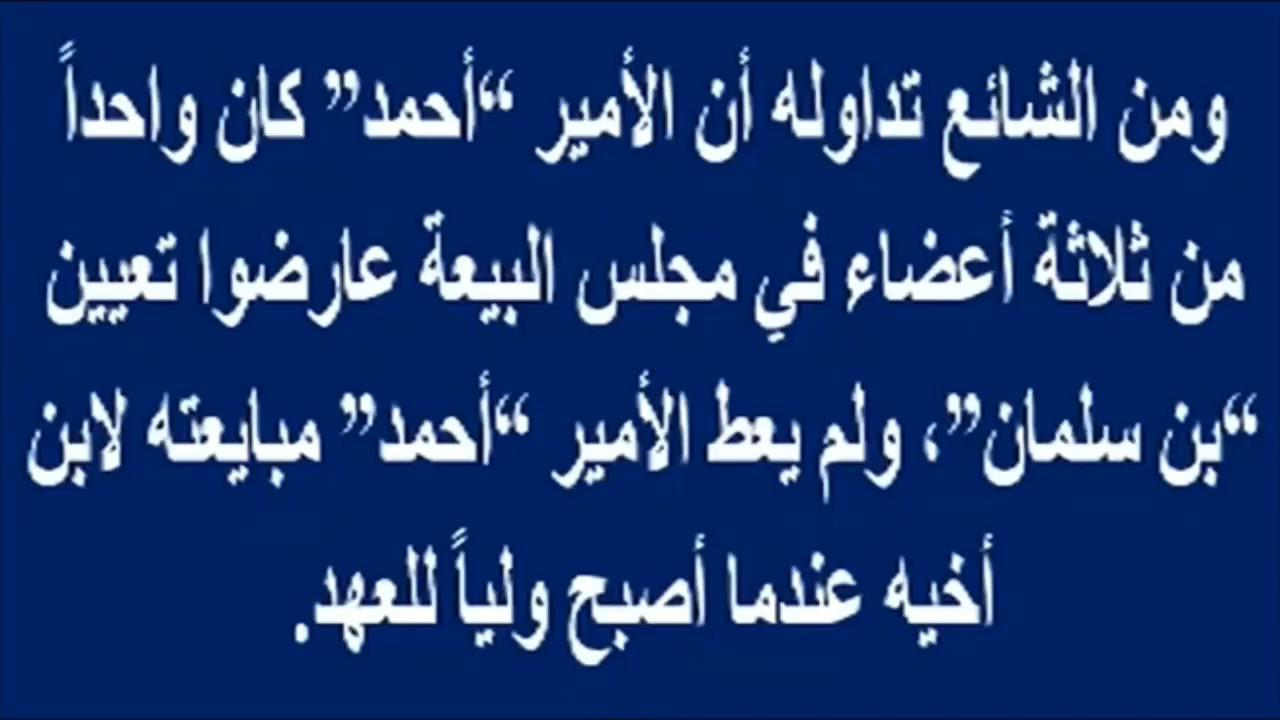 ومن الشائع تداوله أن الأمير “أحمد” كان واحداً
من ثلاثة أعضاء في مجلس البيعة عارضوا تعيين
“بن سلمان”، ولم يعط الأمير “أحمد” مبايعته لابن
أخيه عندما أصبح ولياً للعهد.